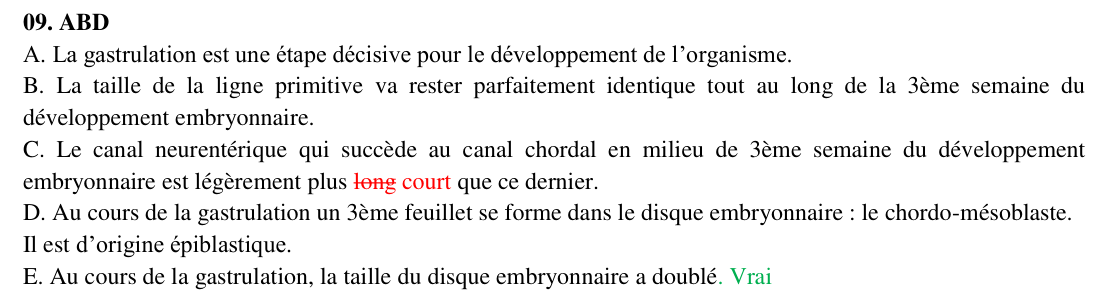 09. ABD
A. La gastrulation est une étape décisive pour le développement de l’organisme.
B. La taille de la ligne primitive va rester parfaitement identique tout au long de la 3ème semaine du
développement embryonnaire.
C. Le canal neurentérique qui succède au canal chordal en milieu de 3ème semaine du développement
embryonnaire est légèrement plus long court que ce dernier.
D. Au cours de la gastrulation un 3ème feuillet se forme dans le disque embryonnaire : le chordo-mésoblaste.
Il est d’origine épiblastique.
E. Au cours de la gastrulation, la taille du disque embryonnaire a doublé. Vrai